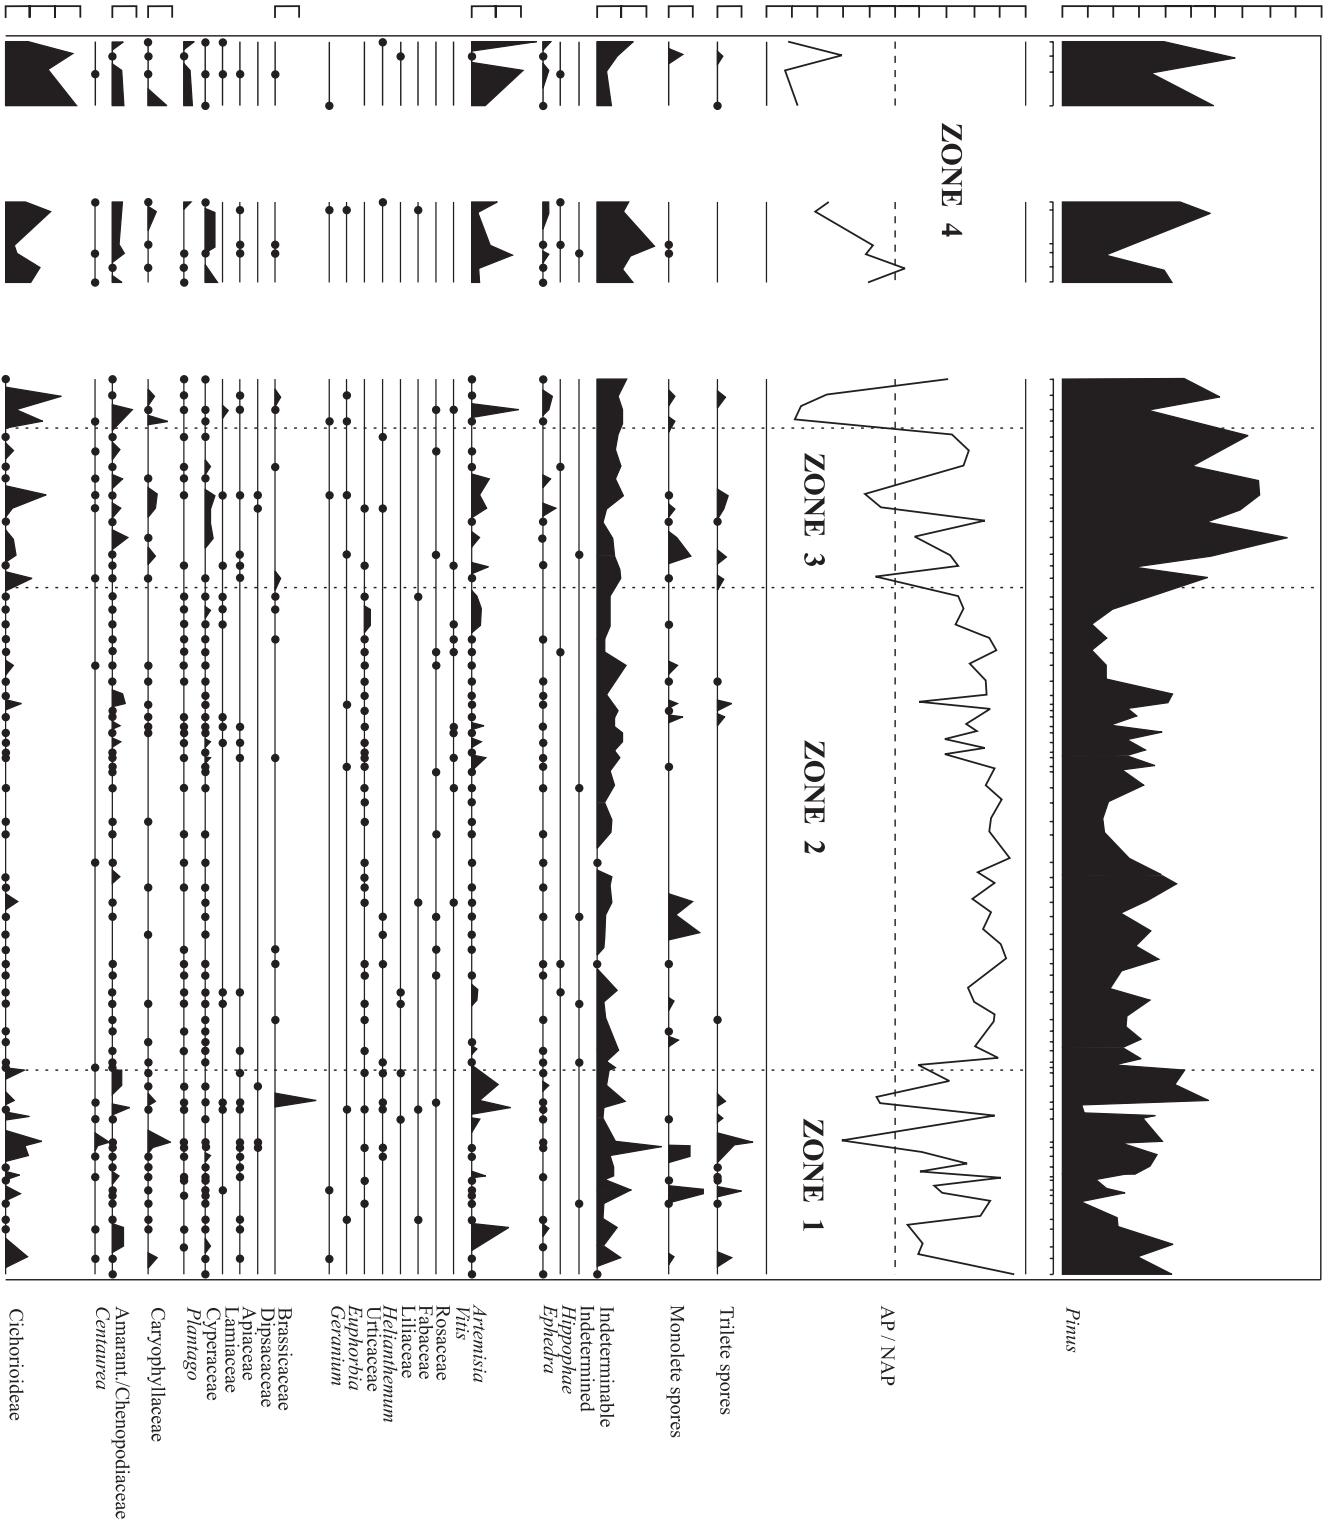 ZONE 4
ZONE 3
ZONE 2
ZONE 1
Cichorioideae
Centaurea
Amarant./Chenopodiaceae
Caryophyllaceae
Plantago
Cyperaceae
Lamiaceae
Apiaceae
Dipsacaceae
Brassicaceae
Geranium
Euphorbia
Urticaceae
Helianthemum
Liliaceae
Fabaceae
Rosaceae
Vitis
Artemisia
Ephedra
Hippophae
Indetermined
Indeterminable
Monolete spores
Trilete spores
AP / NAP
Pinus